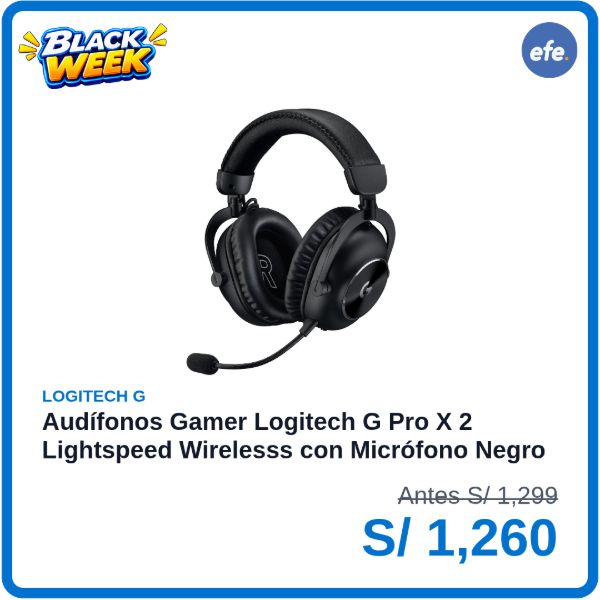 BLACK
WEEK
efe.
R
G
LOGITECH G
Audífonos Gamer Logitech G Pro X 2
Lightspeed Wirelesss con Micrófono Negro
Antes S/ 1,299
S/ 1,260